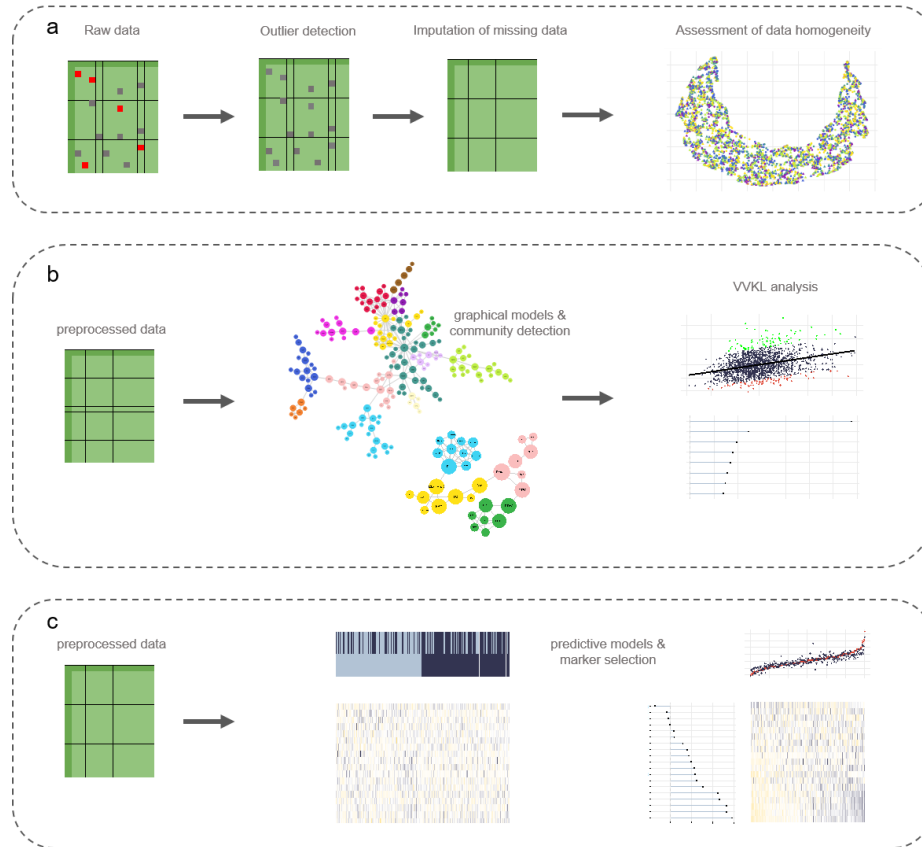 a
Raw data
Outlier detection
Imputation of missing data
Assessment of data homogeneity
b
preprocessed data
graphical models &
community detection
VVKL analysis
c
preprocessed data
predictive models &
marker selection